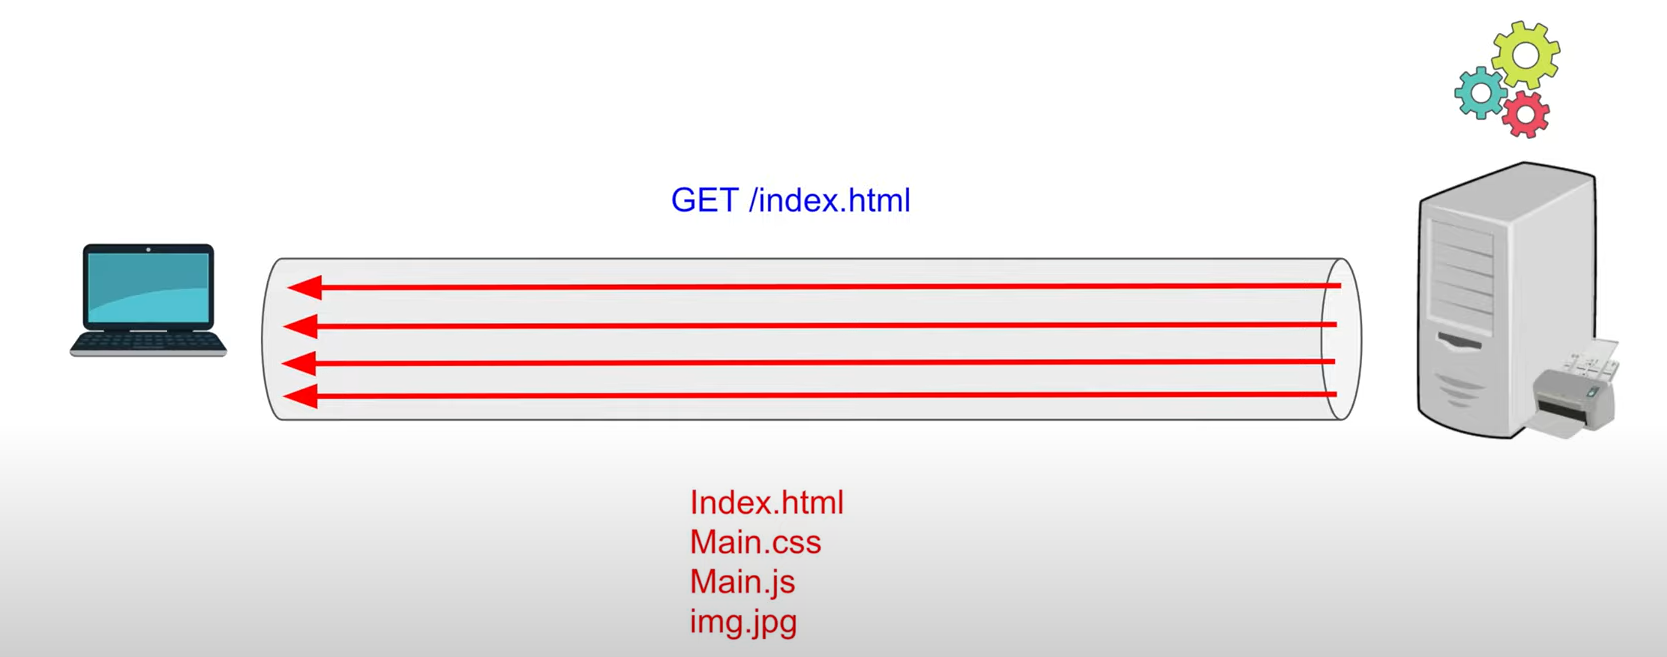 GET /index.html
Index.html
Main.css
Main.js
img.jpg